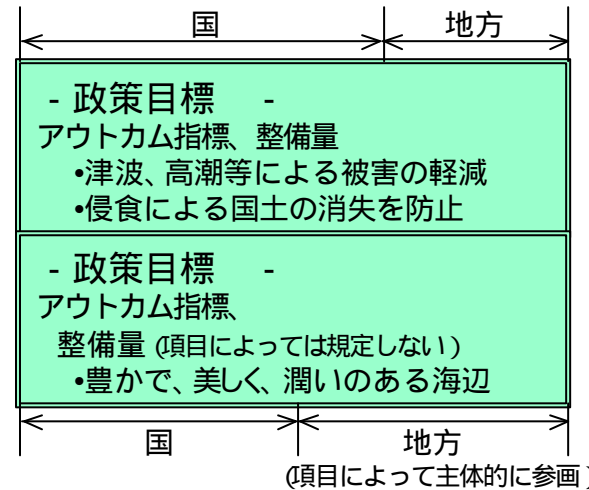 国 地方
- 政策目標 -
アウトカム指標、整備量
•津波、高潮等による被害の軽減
•侵食による国土の消失を防止
- 政策目標 -
アウトカム指標、
整備量(項目によっては規定しない)
•豊かで、美しく、潤いのある海辺
国 地方
(項目によって主体的に参画)